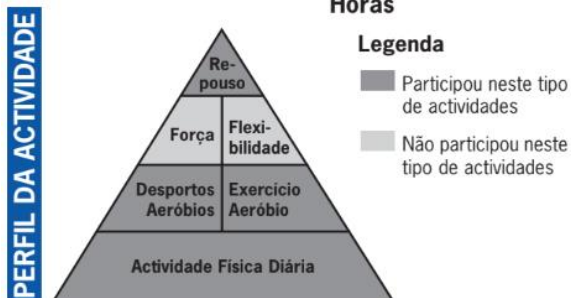 Horas
PERFIL DA ACTIVIDADE
Re-
pouso
Força
Flexi-
bilidade
Desportos
Aeróbios
Exercício
Aeróbio
Actividade Física Diária
Legenda
Participou neste tipo
de actividades
Não participou neste
tipo de actividades